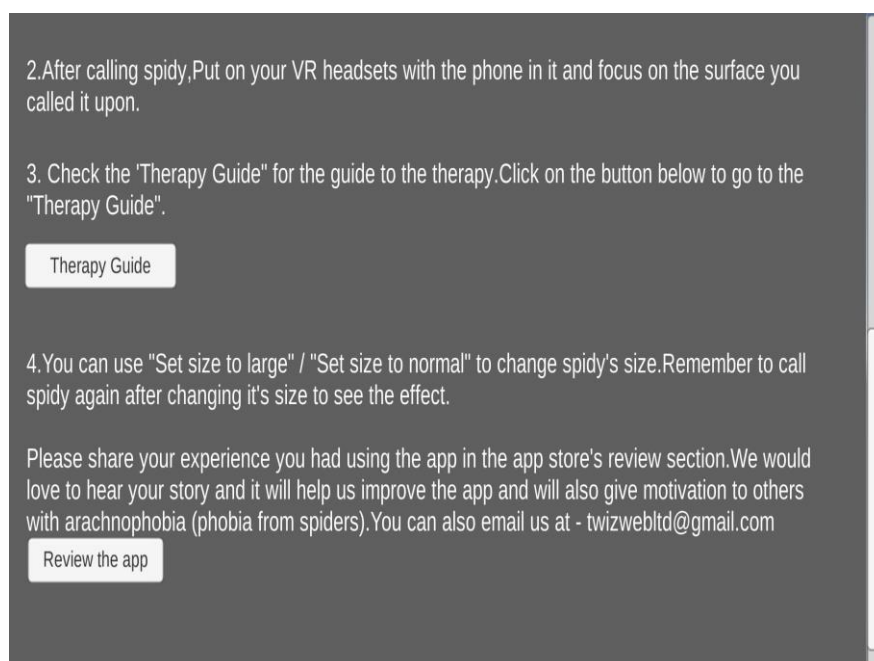 2.After calling spidy,Put on your VR headsets with the phone in it and focus on the surface you
called it upon.
3. Check the 'Therapy Guide" for the guide to the therapy.Click on the button below to go to the
"Therapy Guide".
Therapy Guide
4.You can use "Set size to large" / "Set size to normal" to change spidy's size.Remember to call
spidy again after changing it's size to see the effect.
Please share your experience you had using the app in the app store's review section.We would
love to hear your story and it will help us improve the app and will also give motivation to others
with arachnophobia (phobia from spiders).You can also email us at - twizwebltd@gmail.com
Review the app